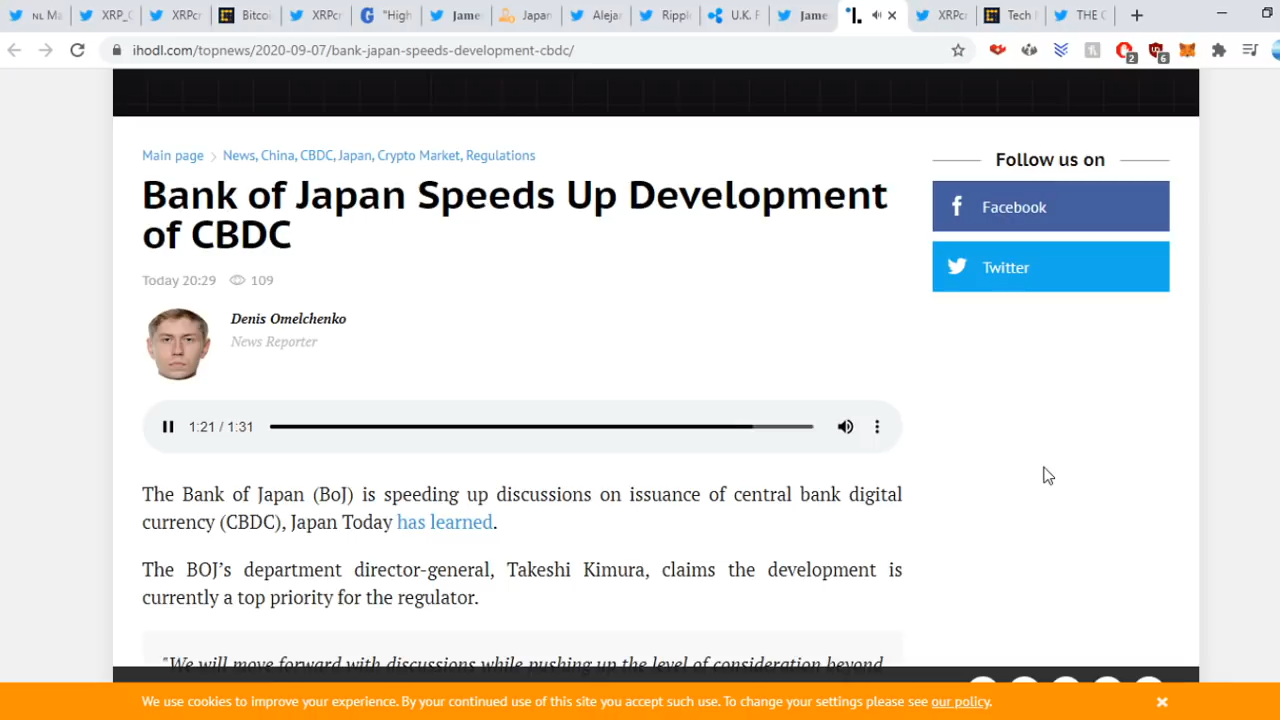 NL Ma
XRP_C
XRPcr
Bitcoi
XRPcr
"High
Jame
Japan
Alejar
Rippl
U.K. F
Jame
XRPcr
Tech
THE C
ihodl.com/topnews/2020-09-07/bank-japan-speeds-development-cbdc/
2
6
Main page > News, China, CBDC, Japan, Crypto Market, Regulations
Follow us on
Bank of Japan Speeds Up Development
of CBDC
Facebook
Twitter
Today 20:29 109
Denis Omelchenko
News Reporter
1:21 / 1:31
The Bank of Japan (BoJ) is speeding up discussions on issuance of central bank digital
currency (CBDC), Japan Today has learned.
The BOJ's department director-general, Takeshi Kimura, claims the development is
currently a top priority for the regulator.
"We will move forward with discussions while pushing up the level of consideration beyond
We use cookies to improve your experience. By your continued use of this site you accept such use. To change your settings please see our policy.